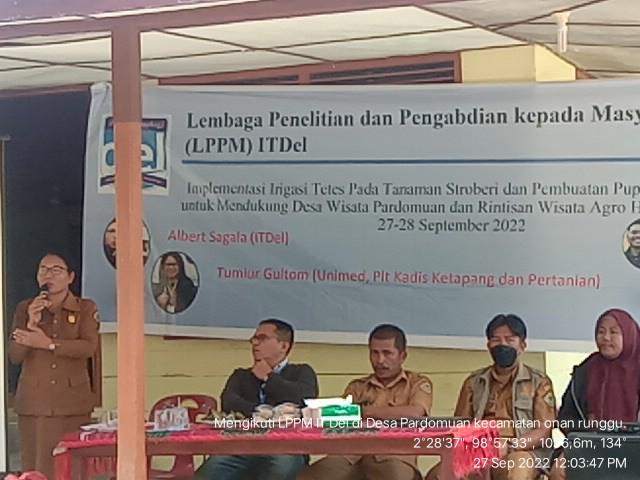 Lembaga Penelitian dan Pengabdian kepada Masy
(LPPM) ITDel
del
Implementasi Irigasi Tetes Pada Tanaman Stroberi dan Pembuatan Pup
untuk Mendukung Desa Wisata Pardomuan dan Rintisan Wisata Agro H
27-28 September 2022
Albert Sagala (ITDel)
Tumiur Gultom (Unimed, Plt Kadis Ketapang dan Pertanian)
Mengikuti LPPM IT Del di Desa Pardomuan kecamatan onan runggu.
2°28'37", 98°57'33", 1036,6m, 134°
27 Sep 2022 12:03:47 PM